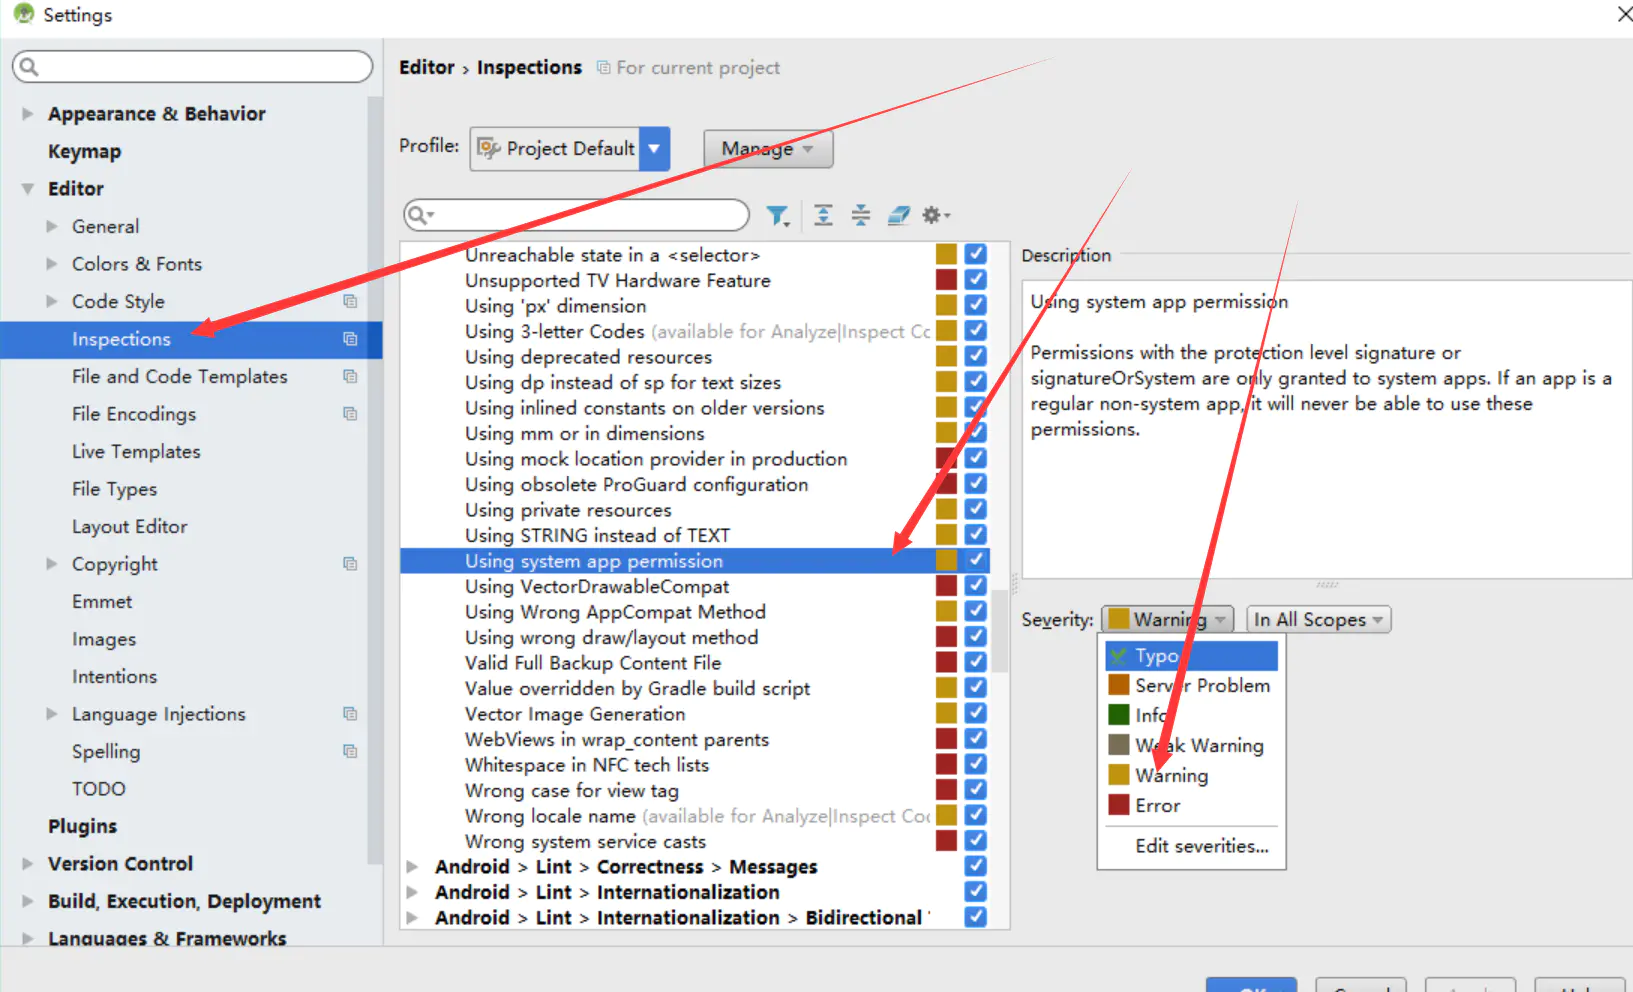 Settings
Appearance & Behavior
Keymap
Editor
General
Colors & Fonts
Code Style
Inspections
File and Code Templates
File Encodings
Live Templates
File Types
Layout Editor
Copyright
Emmet
Images
Intentions
Language Injections
Spelling
TODO
Plugins
Version Control
Build, Execution, Deployment
Languages & Frameworks
Editor › Inspections For current project
Profile: Project Default Manage
Unreachable state in a <selector>
Unsupported TV Hardware Feature
Using 'px' dimension
Using 3-letter Codes (available for Analyze|Inspect Cc
Using deprecated resources
Using dp instead of sp for text sizes
Using inlined constants on older versions
Using mm or in dimensions
Using mock location provider in production
Using obsolete ProGuard configuration
Using private resources
Using STRING instead of TEXT
Using system app permission
Using VectorDrawableCompat
Using Wrong AppCompat Method
Using wrong draw/layout method
Valid Full Backup Content File
Value overridden by Gradle build script
Vector Image Generation
WebViews in wrap_content parents
Whitespace in NFC tech lists
Wrong case for view tag
Wrong locale name (available for Analyze|Inspect Coc
Wrong system service casts
Android > Lint > Correctness > Messages
Android > Lint > Internationalization
Android > Lint > Internationalization > Bidirectional
Description
Using system app permission
Permissions with the protection level signature or
signatureOrSystem are only granted to system apps. If an app is a
regular non-system app, it will never be able to use these
permissions.
Severity: Warning In All Scopes
Typo
Server Problem
Info
Weak Warning
Warning
Error
Edit severities...